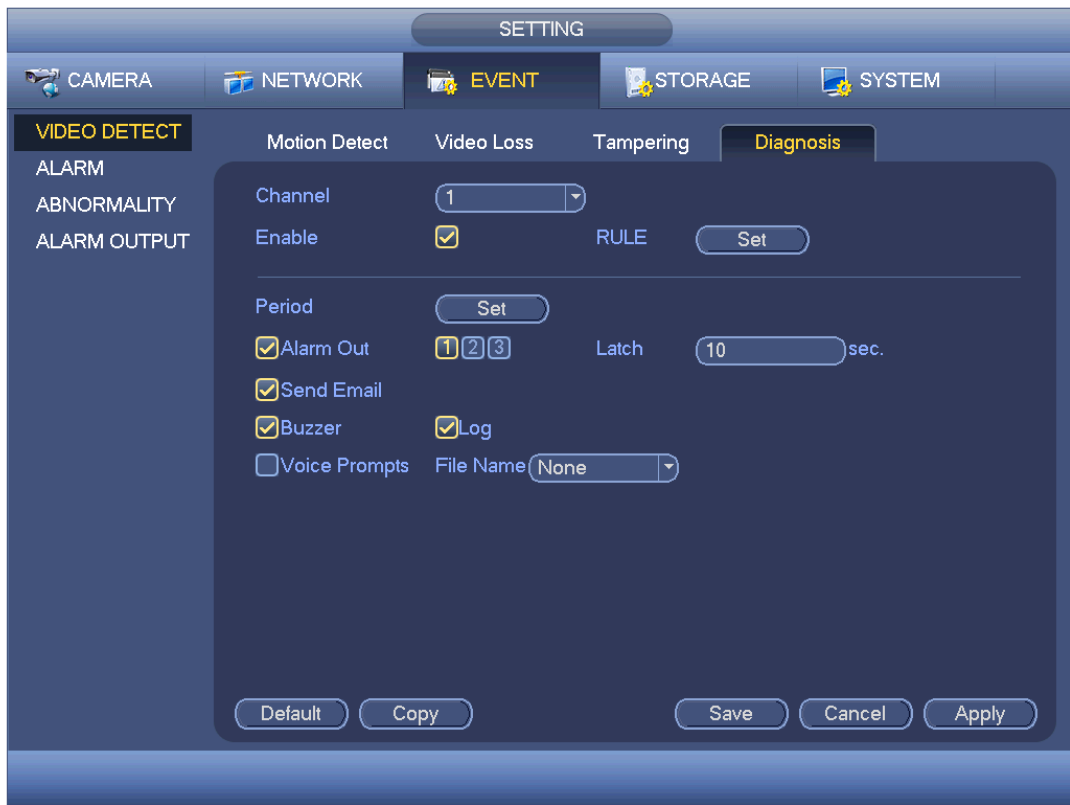 SETTING
CAMERA NETWORK EVENT STORAGE SYSTEM
VIDEO DETECT
ALARM
ABNORMALITY
ALARM OUTPUT
Motion Detect Video Loss Tampering Diagnosis
Channel 1
Enable RULE Set
Period Set
Alarm Out 1 2 3 Latch 10 sec.
Send Email
Buzzer Log
Voice Prompts File Name None
Default Copy Save Cancel Apply